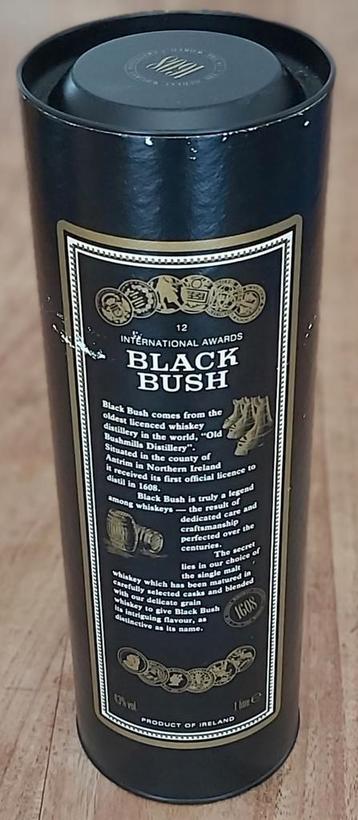 1608
12
INTERNATIONAL AWARDS
BLACK
BUSH
Black Bush comes from the
oldest licenced whiskey
distillery in the world, "Old
Bushmills Distillery".
Situated in the county of
Antrim in Northern Ireland
it received its first official licence to
distil in 1608.
Black Bush is truly a legend
among whiskeys — the result of
dedicated care and
craftsmanship
perfected over the
centuries.
The secret
lies in our choice of
the single malt
whiskey which has been matured in
carefully selected casks and blended
with our delicate grain
whiskey to give Black Bush
its intriguing flavour, as
distinctive as its name.
1608
43% vol
1 litre ℮
PRODUCT OF IRELAND